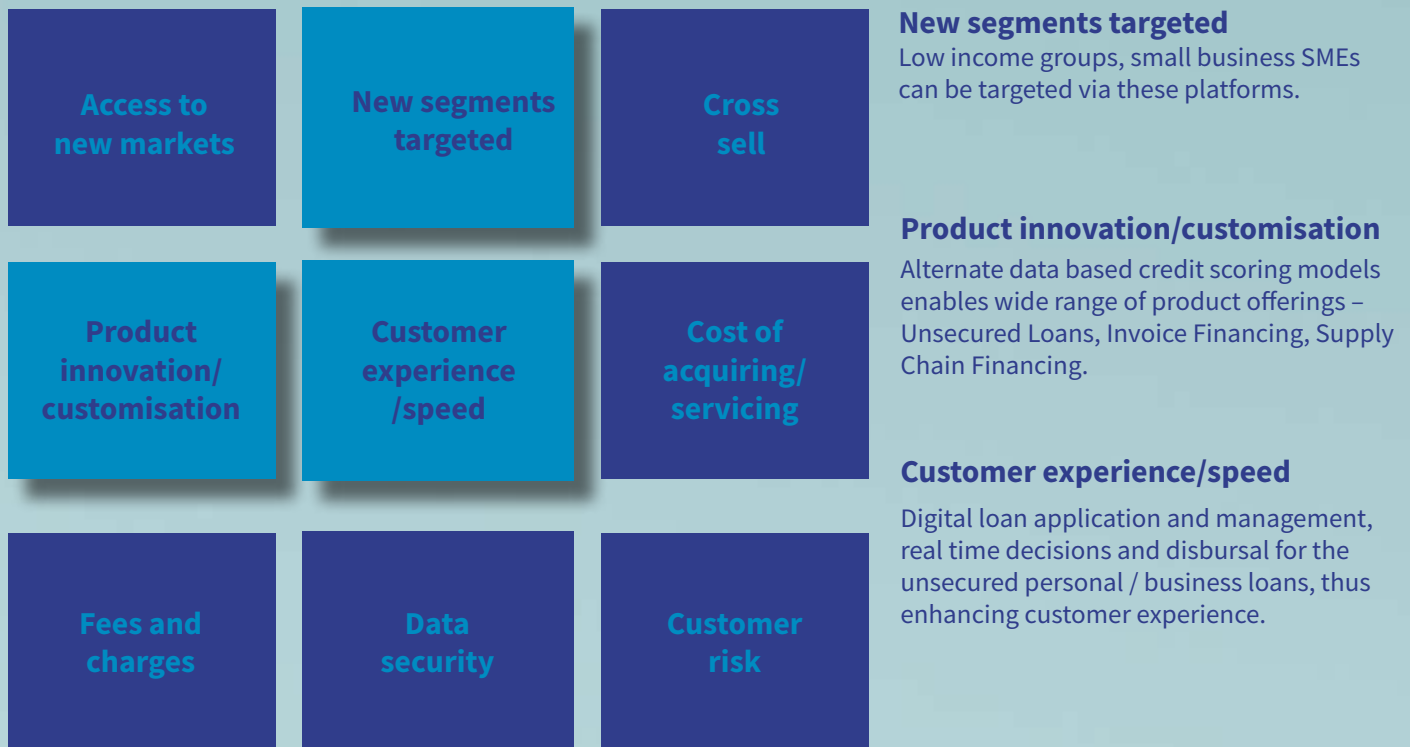 Access to
new markets
New segments
targeted
Cross
sell
Product
innovation/
customisation
Customer
experience
/speed
Cost of
acquiring/
servicing
Fees and
charges
Data
security
Customer
risk
New segments targeted
Low income groups, small business SMEs
can be targeted via these platforms.
Product innovation/customisation
Alternate data based credit scoring models
enables wide range of product offerings –
Unsecured Loans, Invoice Financing, Supply
Chain Financing.
Customer experience/speed
Digital loan application and management,
real time decisions and disbursal for the
unsecured personal / business loans, thus
enhancing customer experience.